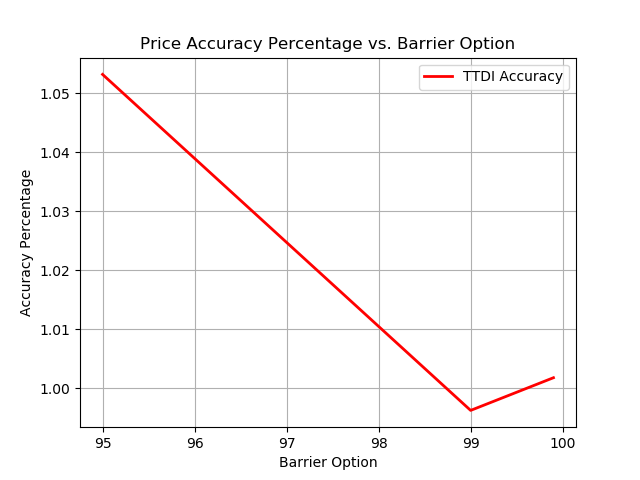 Price Accuracy Percentage vs. Barrier Option
TTDI Accuracy
1.05
1.04
1.03
1.02
1.01
1.00
Accuracy Percentage
95 96 97 98 99 100
Barrier Option